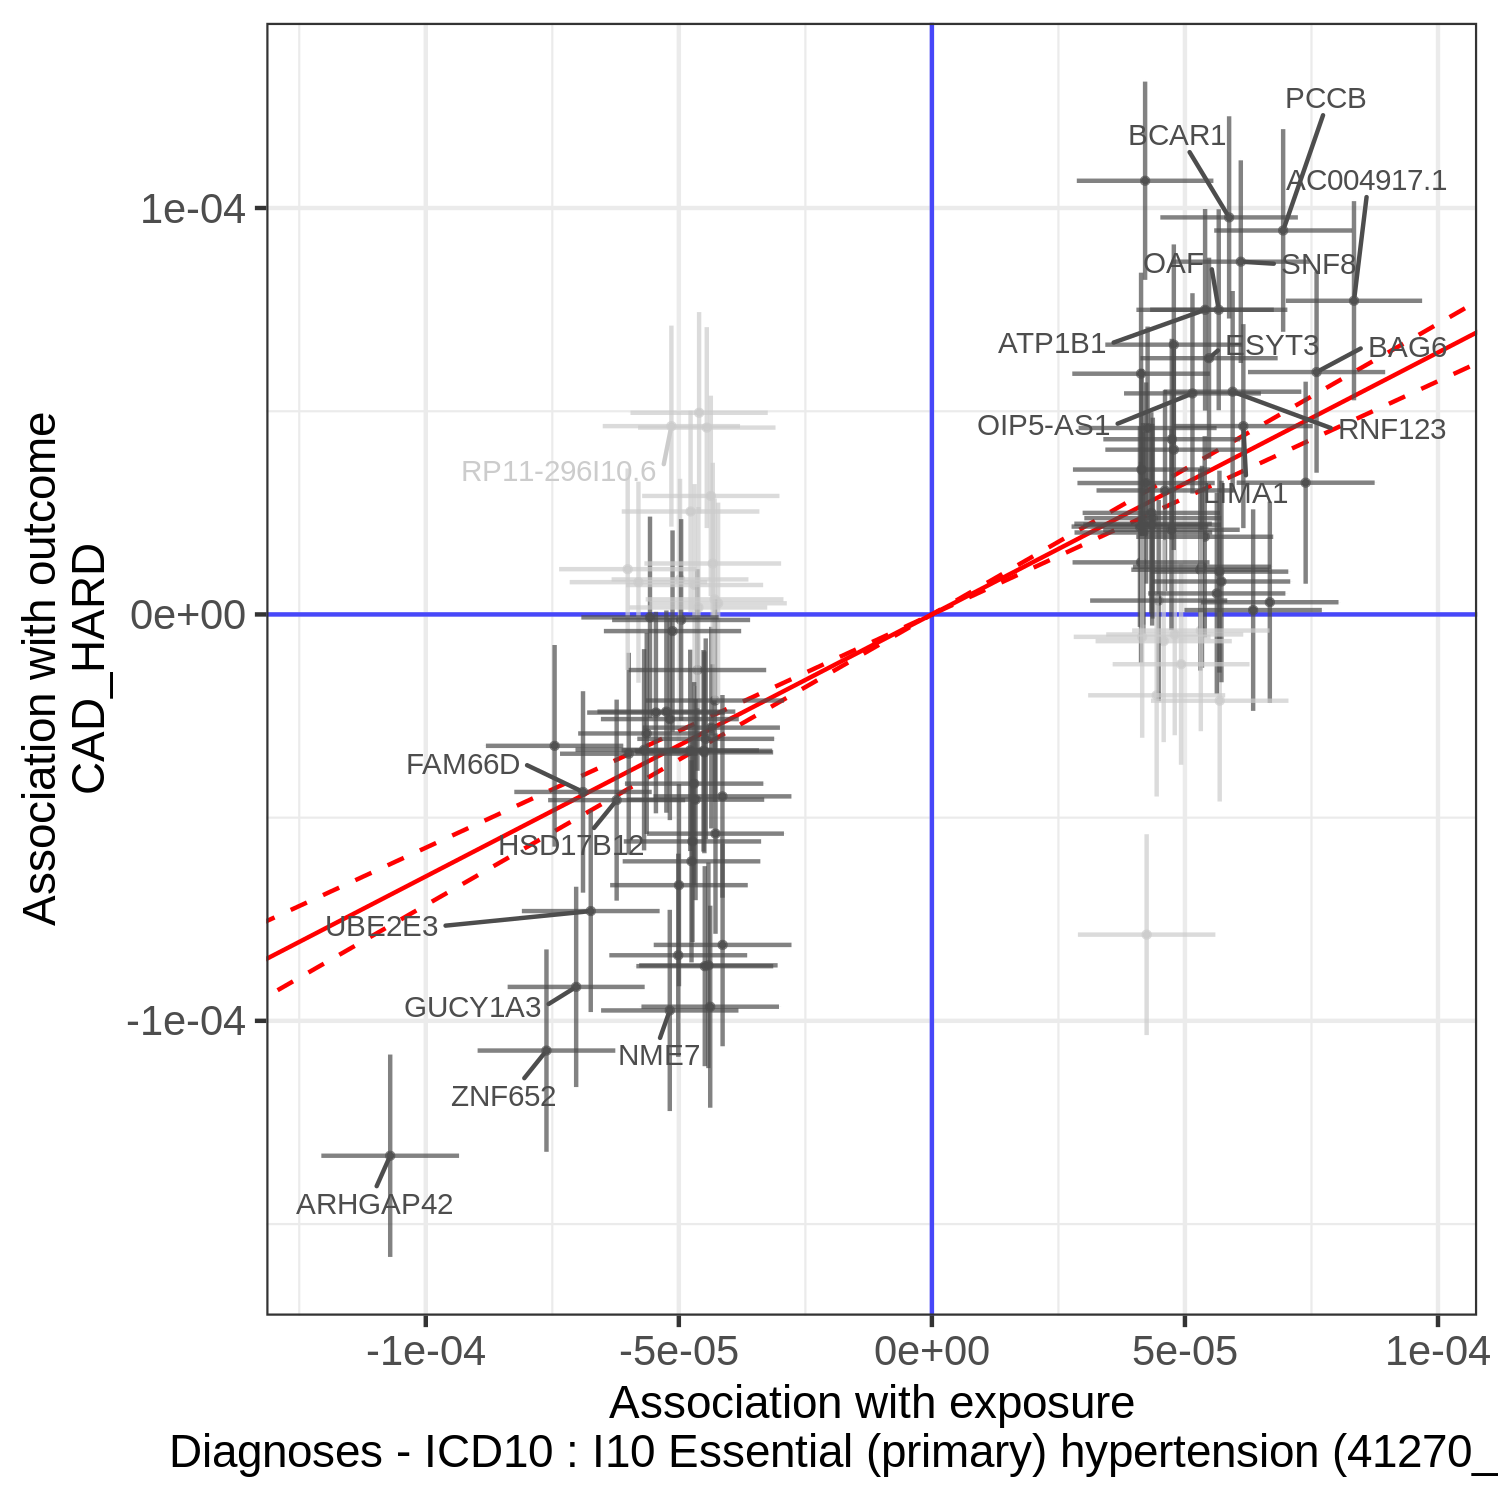 PCCB
BCAR1
AC004917.1
1e-04
OAF
SNF8
ATP1B1
ESYT3
BAG6
OIP5-AS1
RNF123
RP11-296I10.6
LIMA1
0e+00
FAM66D
HSD17B12
UBE2E3
GUCY1A3
-1e-04
NME7
ZNF652
ARHGAP42
Association with outcome
CAD_HARD
-1e-04
-5e-05
0e+00
5e-05
1e-04
Association with exposure
Diagnoses - ICD10 : I10 Essential (primary) hypertension (41270_